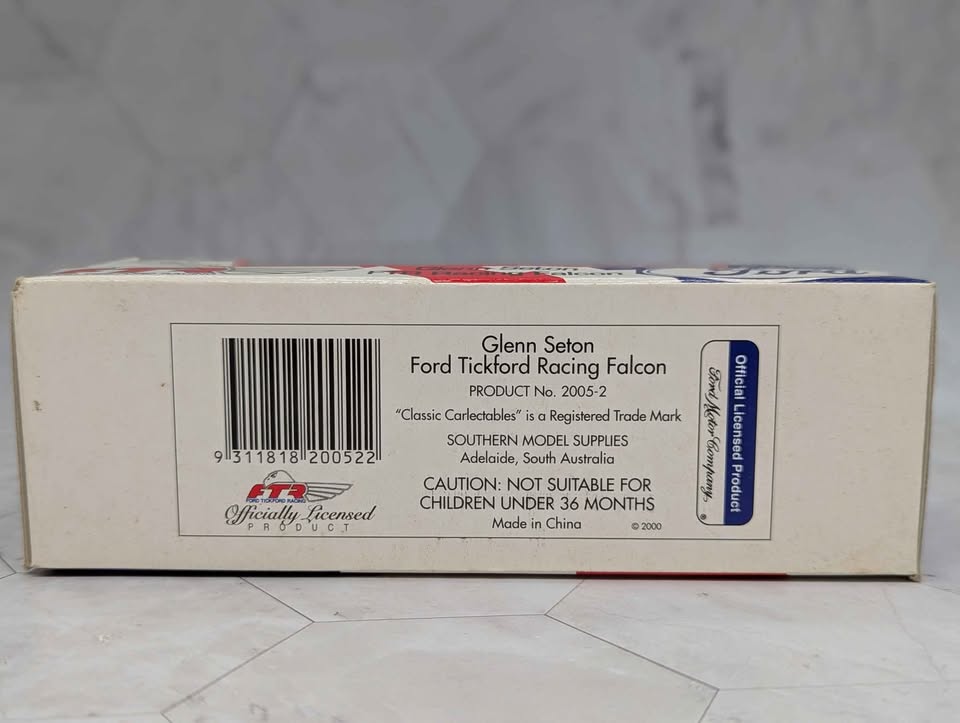 Ford
9 311818 200522
FTR
FORD TICKFORD RACING
Officially Licensed
PRODUCT
Glenn Seton
Ford Tickford Racing Falcon
PRODUCT No. 2005-2
“Classic Carlectables” is a Registered Trade Mark
SOUTHERN MODEL SUPPLIES
Adelaide, South Australia
CAUTION: NOT SUITABLE FOR
CHILDREN UNDER 36 MONTHS
Made in China
© 2000
Official Licensed Product
Ford Motor Company ®